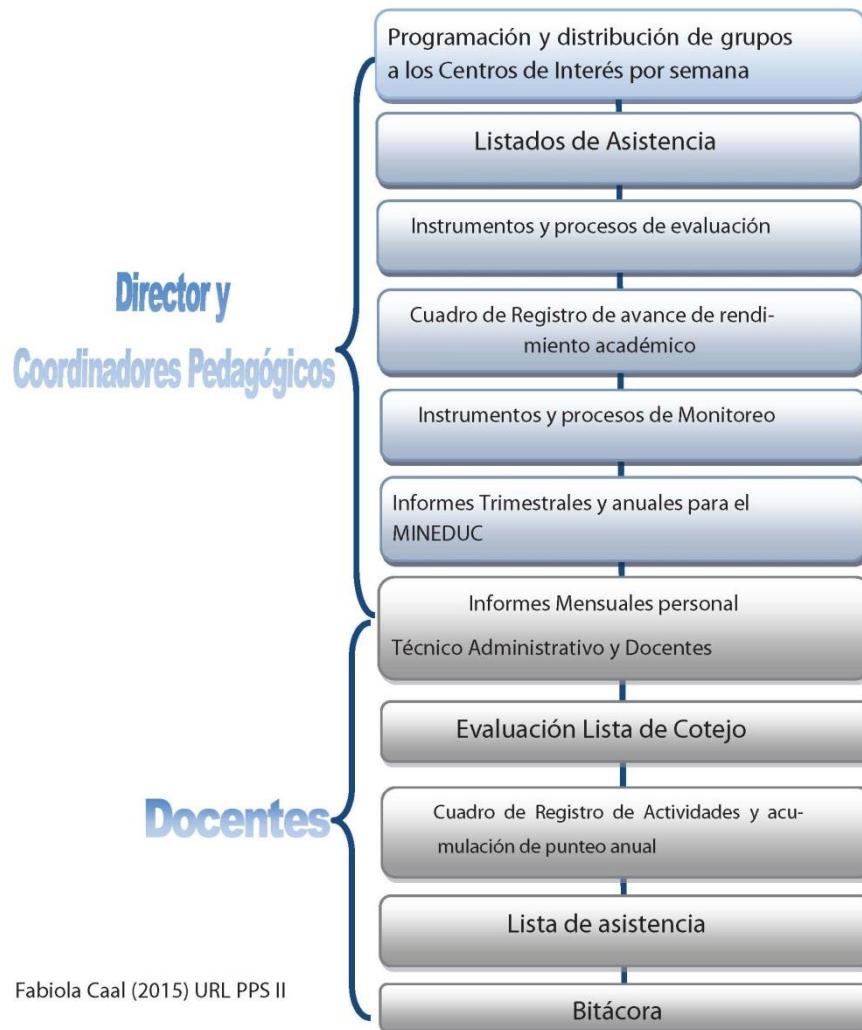 Programación y distribución de grupos
a los Centros de Interés por semana
Listados de Asistencia
Instrumentos y procesos de evaluación
Director y
Coordinadores Pedagógicos
Cuadro de Registro de avance de rendi-
miento académico
Instrumentos y procesos de Monitoreo
Informes Trimestrales y anuales para el
MINEDUC
Informes Mensuales personal
Técnico Administrativo y Docentes
Evaluación Lista de Cotejo
Docentes
Cuadro de Registro de Actividades y acu-
mulación de punteo anual
Lista de asistencia
Bitácora
Fabiola Caal (2015) URL PPS II